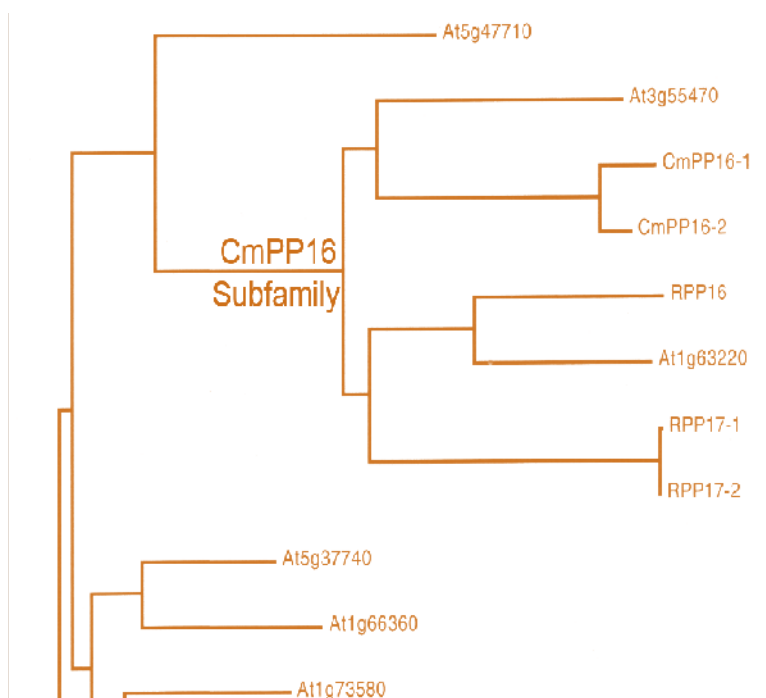 At5g47710
At3g55470
CmPP16-1
CmPP16-2
CmPP16
Subfamily
RPP16
At1g63220
RPP17-1
RPP17-2
At5g37740
At1g66360
At1g73580